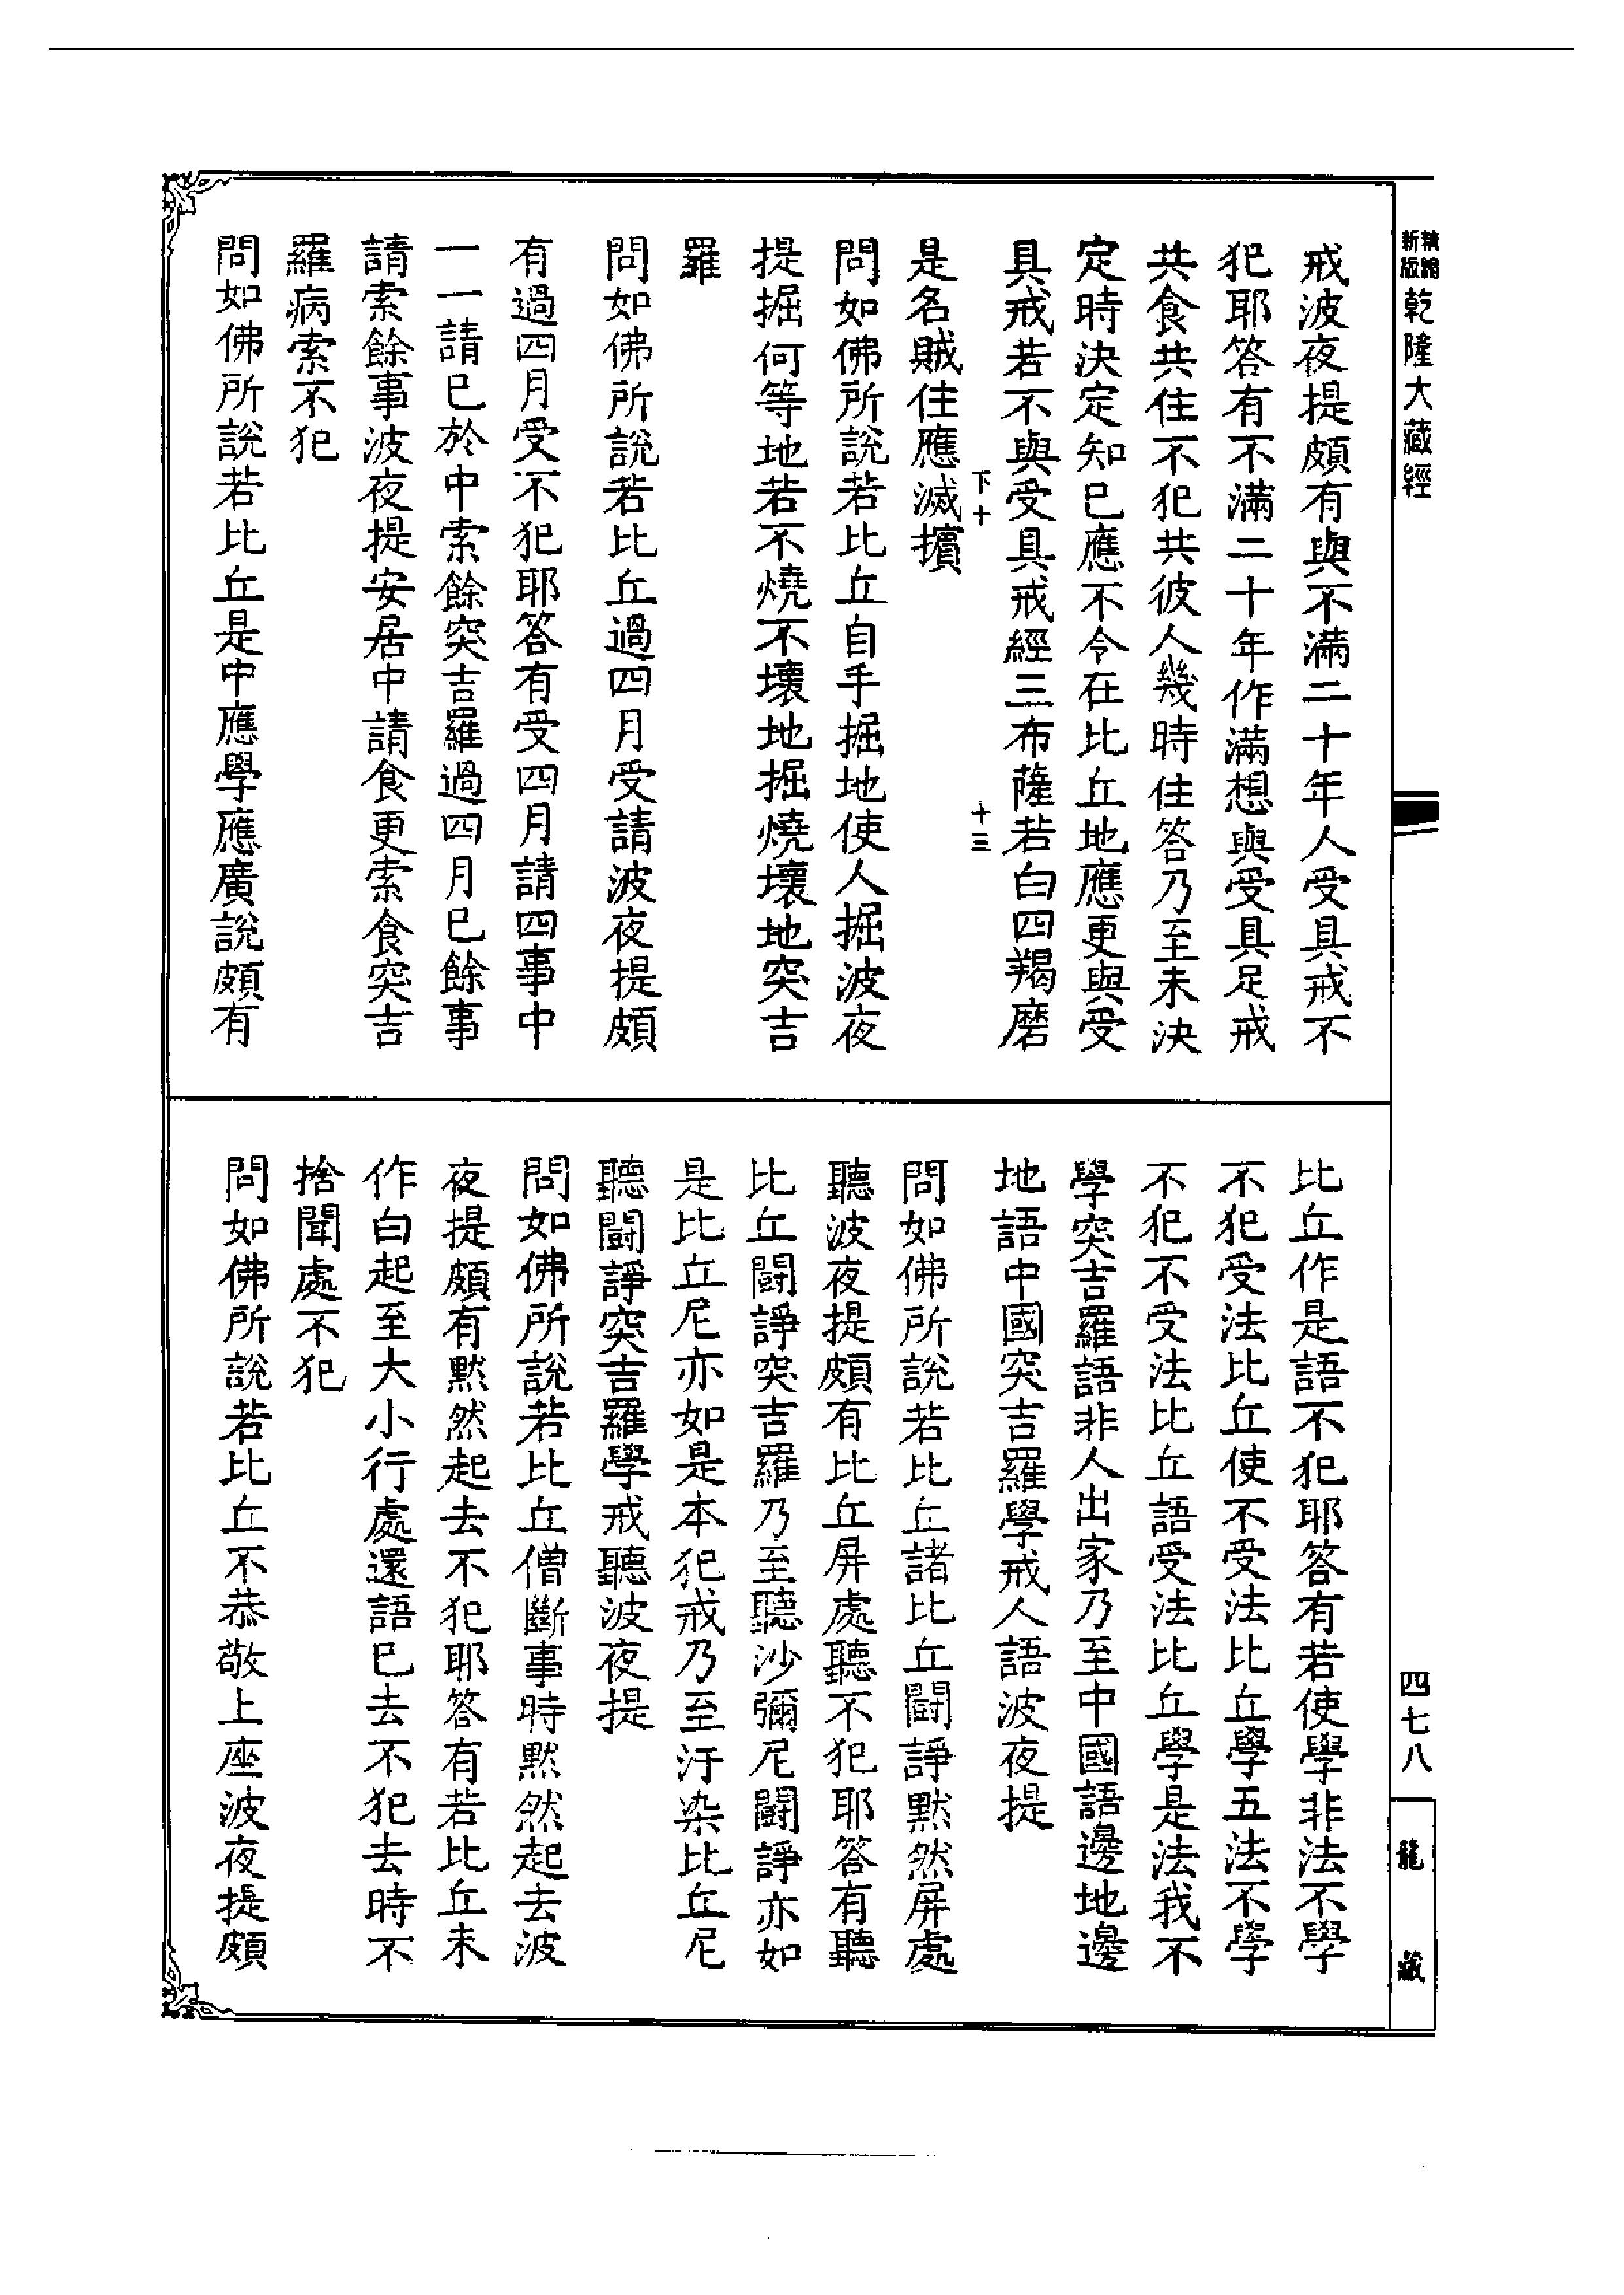 新版精縮乾隆大藏經
四七八
龍藏
戒波夜提頗有與不滿二十年人受具戒不
犯耶答有不滿二十年作滿想與受具足戒
共食共住不犯共彼人幾時住答乃至未決
定時決定知已應不令在比丘地應更與受
具戒若不與受具戒經三布薩若白四羯磨
下十 十三
是名賊住應滅擯
問如佛所說若比丘自手掘地使人掘波夜
提掘何等地若不燒不壞地掘燒壞地突吉
羅
問如佛所說若比丘過四月受請波夜提頗
有過四月受不犯耶答有受四月請四事中
一一請已於中索餘突吉羅過四月已餘事
請索餘事波夜提安居中請食更索食突吉
羅病索不犯
問如佛所說若比丘是中應學應廣說頗有
比丘作是語不犯耶答有若使學非法不學
不犯受法比丘使不受法比丘學五法不學
不犯不受法比丘語受法比丘學是法我不
學突吉羅語非人出家乃至中國語邊地邊
地語中國突吉羅學戒人語波夜提
問如佛所說若比丘諸比丘鬪諍默然屏處
聽波夜提頗有比丘屏處聽不犯耶答有聽
比丘鬪諍突吉羅乃至聽沙彌尼鬪諍亦如
是比丘尼亦如是本犯戒乃至汙染比丘尼
聽鬪諍突吉羅學戒聽波夜提
問如佛所說若比丘僧斷事時默然起去波
夜提頗有默然起去不犯耶答有若比丘未
作白起至大小行處還語已去不犯去時不
捨聞處不犯
問如佛所說若比丘不恭敬上座波夜提頗